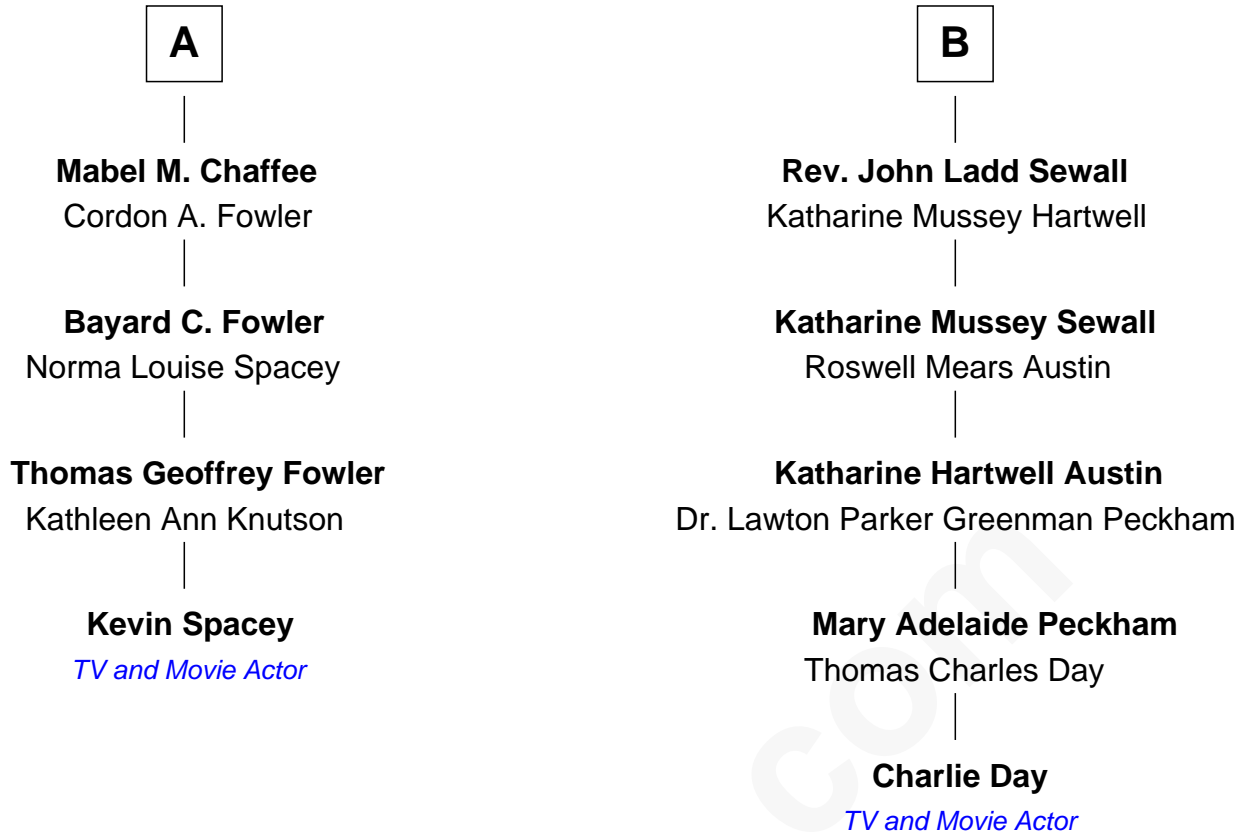 A
Mabel M. Chaffee
Cordon A. Fowler
Bayard C. Fowler
Norma Louise Spacey
Thomas Geoffrey Fowler
Kathleen Ann Knutson
Kevin Spacey
TV and Movie Actor
B
Rev. John Ladd Sewall
Katharine Mussey Hartwell
Katharine Mussey Sewall
Roswell Mears Austin
Katharine Hartwell Austin
Dr. Lawton Parker Greenman Peckham
Mary Adelaide Peckham
Thomas Charles Day
Charlie Day
TV and Movie Actor
com